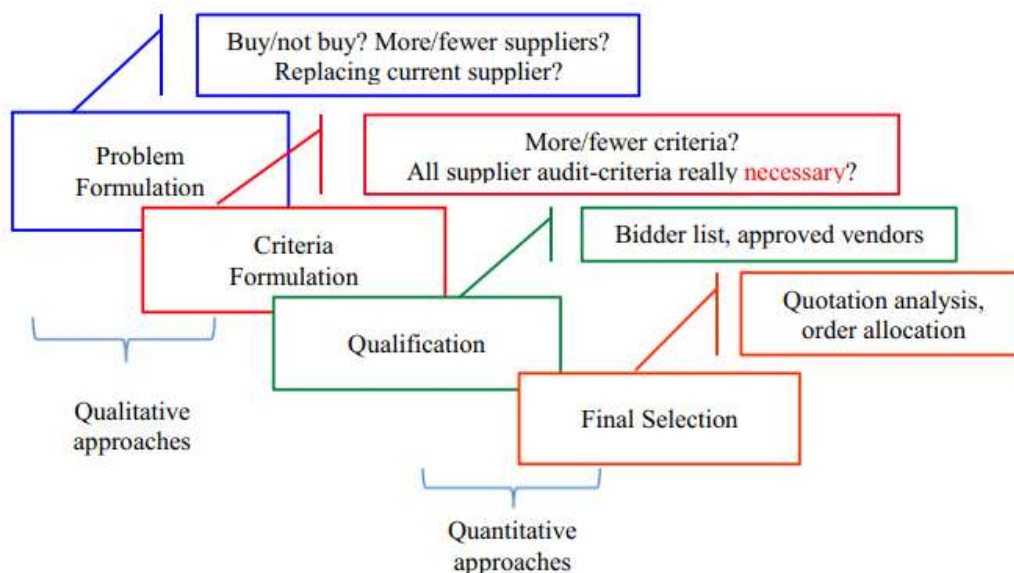 Buy/not buy? More/fewer suppliers?
Replacing current supplier?
Problem
Formulation
More/fewer criteria?
All supplier audit-criteria really necessary?
Criteria
Formulation
Bidder list, approved vendors
Qualification
Quotation analysis,
order allocation
Final Selection
Qualitative
approaches
Quantitative
approaches